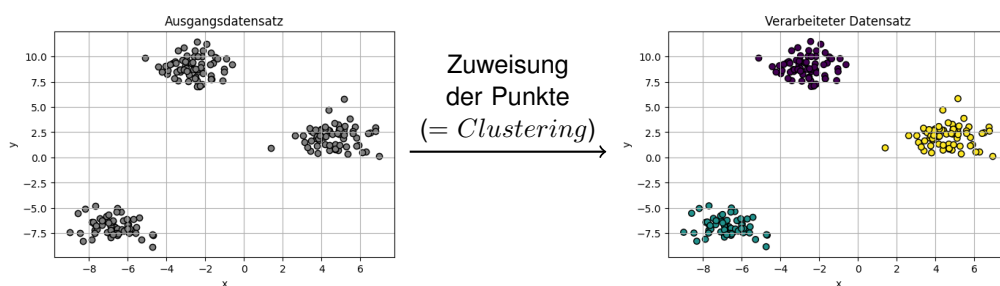 Ausgangsdatensatz
10.0
7.5
5.0
2.5
0.0
−2.5
−5.0
−7.5
y
−8 −6 −4 −2 0 2 4 6
x
Zuweisung
der Punkte
(= Clustering)
Verarbeiteter Datensatz
10.0
7.5
5.0
2.5
0.0
−2.5
−5.0
−7.5
y
−8 −6 −4 −2 0 2 4 6
x